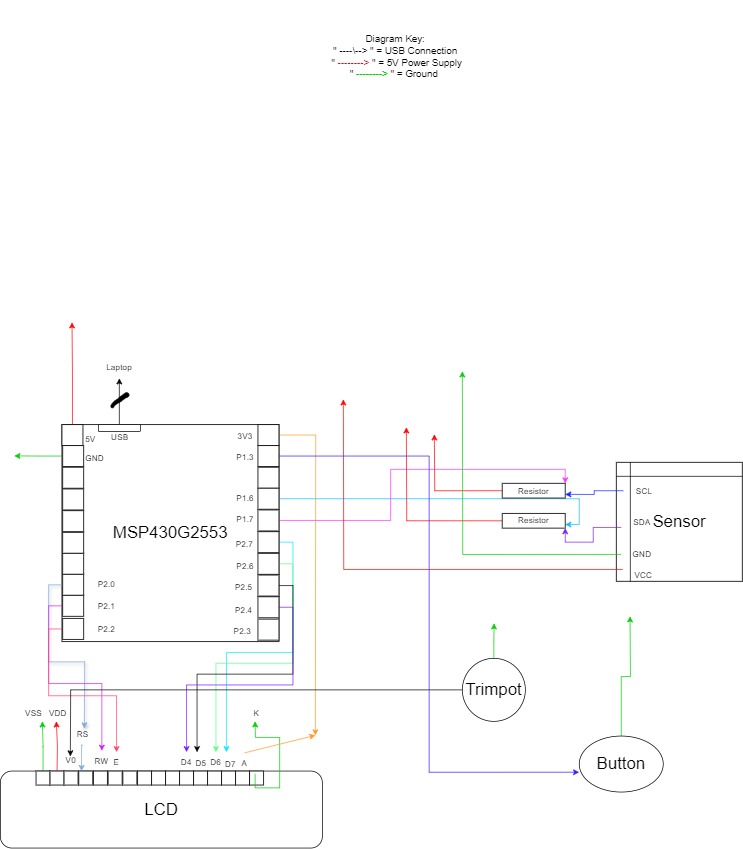 Diagram Key:
" ----\--> " = USB Connection
" --------> " = 5V Power Supply
" --------> " = Ground
Laptop
5V
USB
3V3
GND
P1.3
P1.6
P1.7
MSP430G2553
P2.7
P2.6
P2.0
P2.5
P2.1
P2.4
P2.2
P2.3
Resistor
Resistor
SCL
SDA
Sensor
GND
VCC
Trimpot
Button
VSS
VDD
RS
K
V0
RW
E
D4
D5
D6
D7
A
LCD